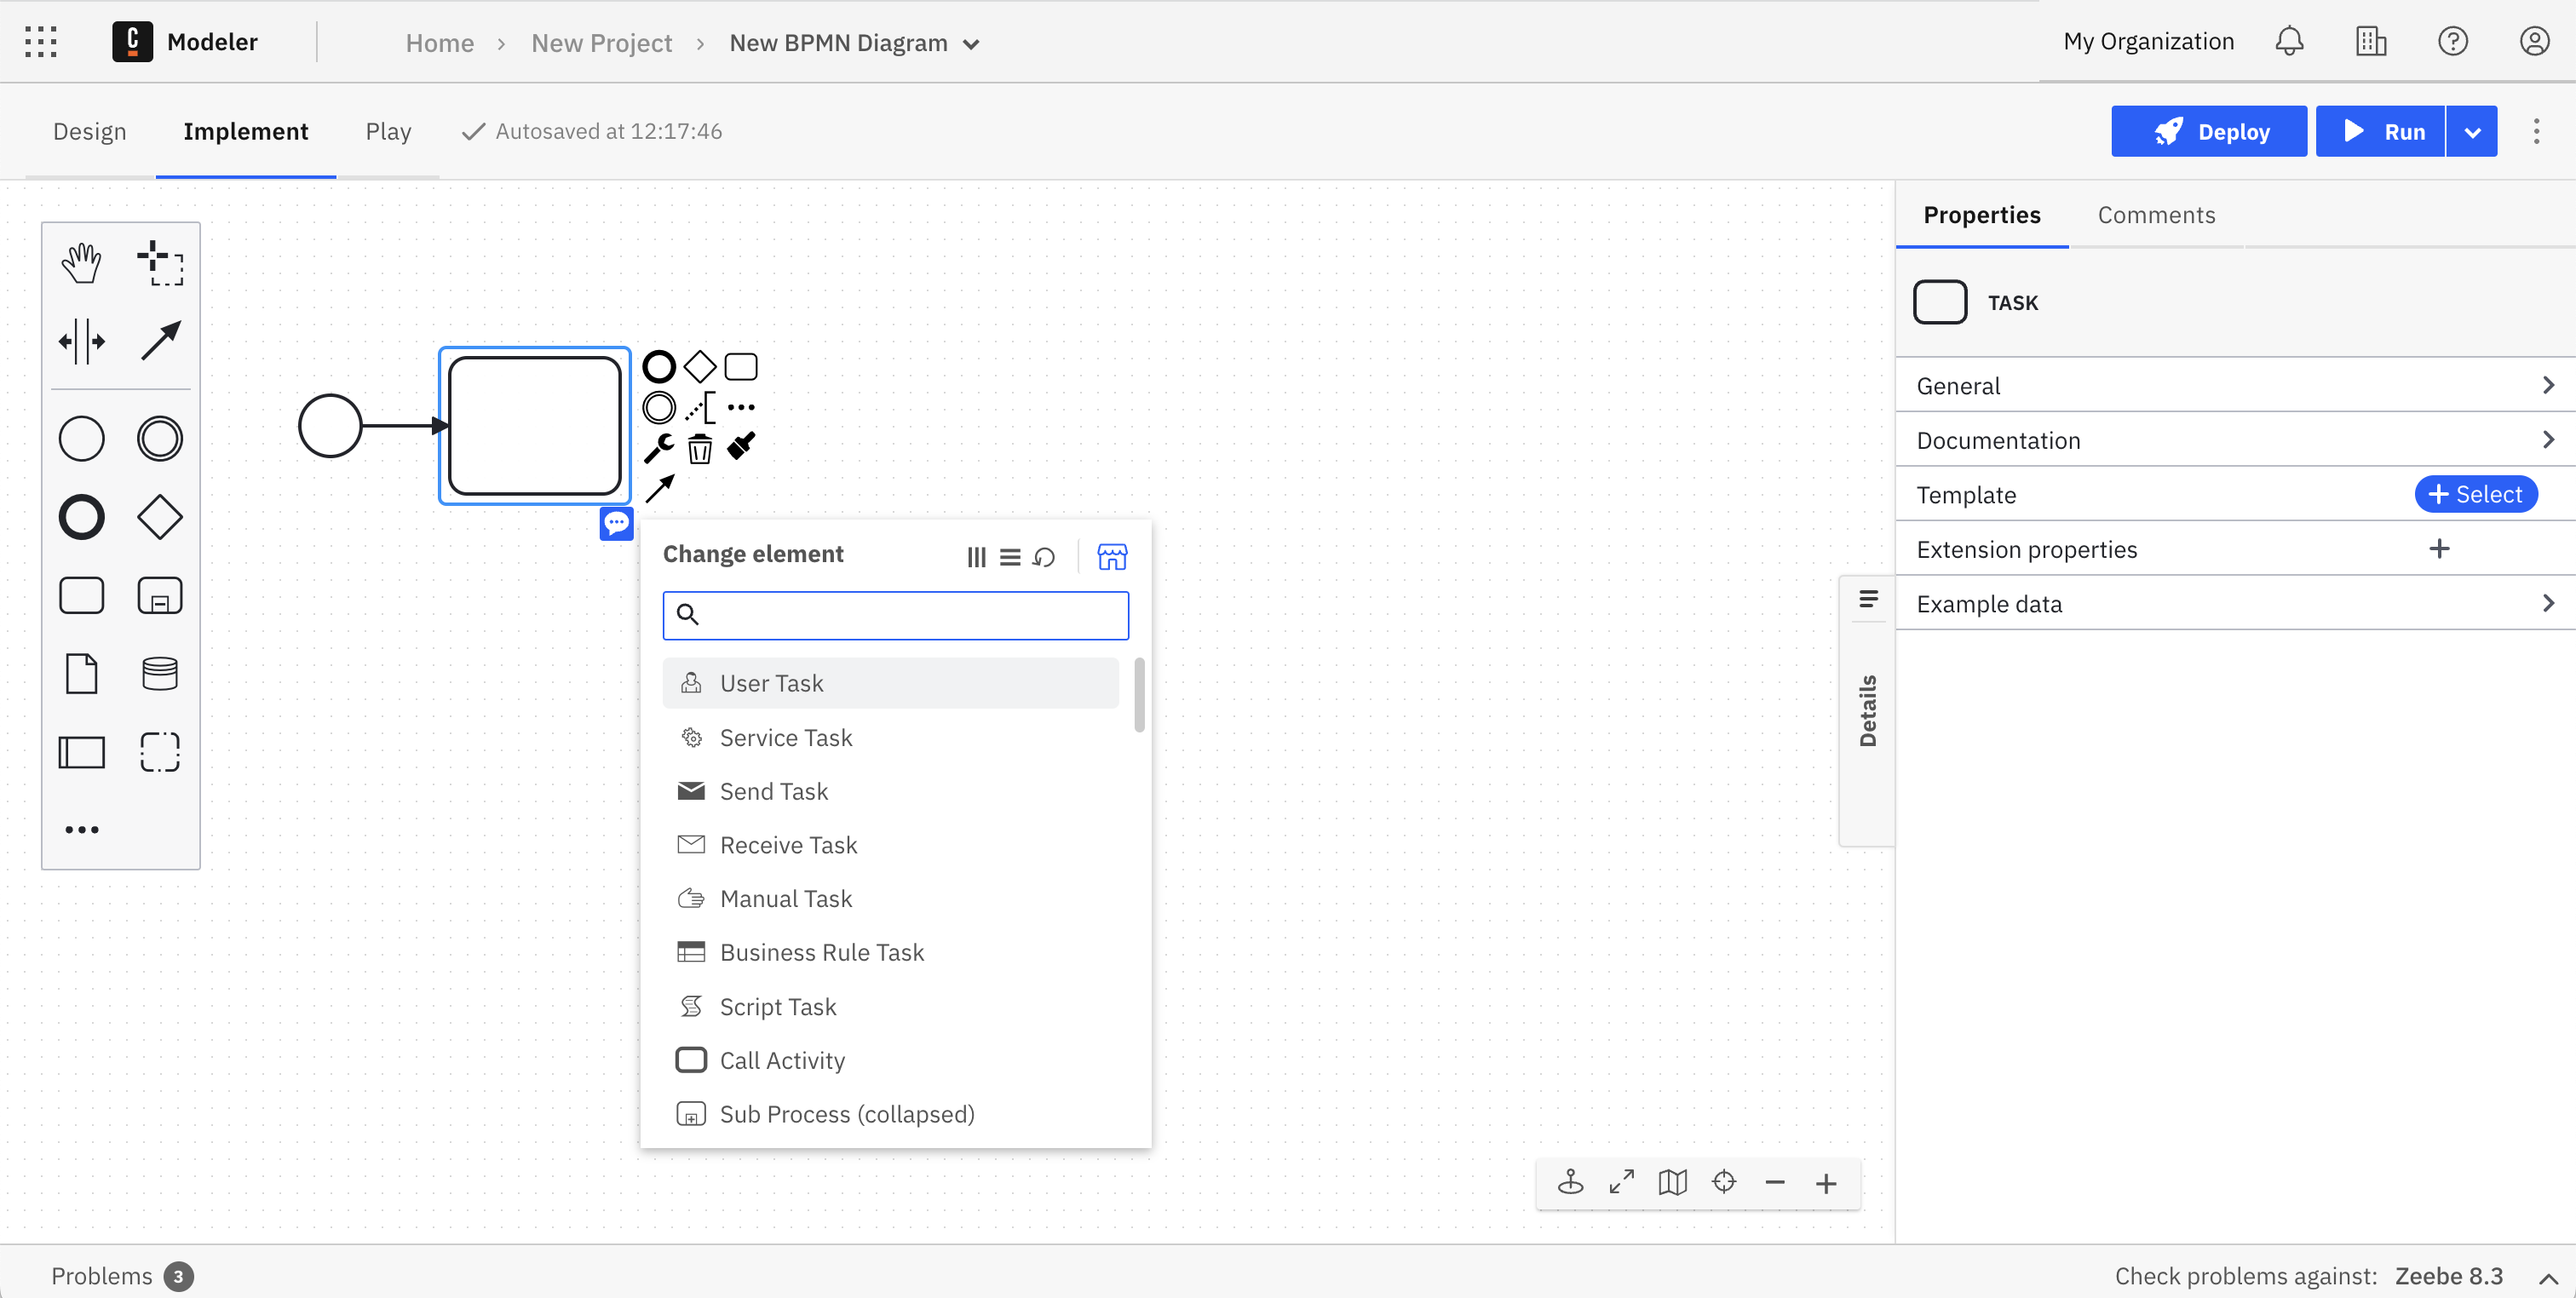 C Modeler
Home > New Project > New BPMN Diagram
My Organization
Design
Implement
Play
Autosaved at 12:17:46
Deploy
Run
Properties
Comments
TASK
General
Documentation
Template
+ Select
Extension properties
Example data
Details
Change element
User Task
Service Task
Send Task
Receive Task
Manual Task
Business Rule Task
Script Task
Call Activity
Sub Process (collapsed)
Problems 3
Check problems against: Zeebe 8.3